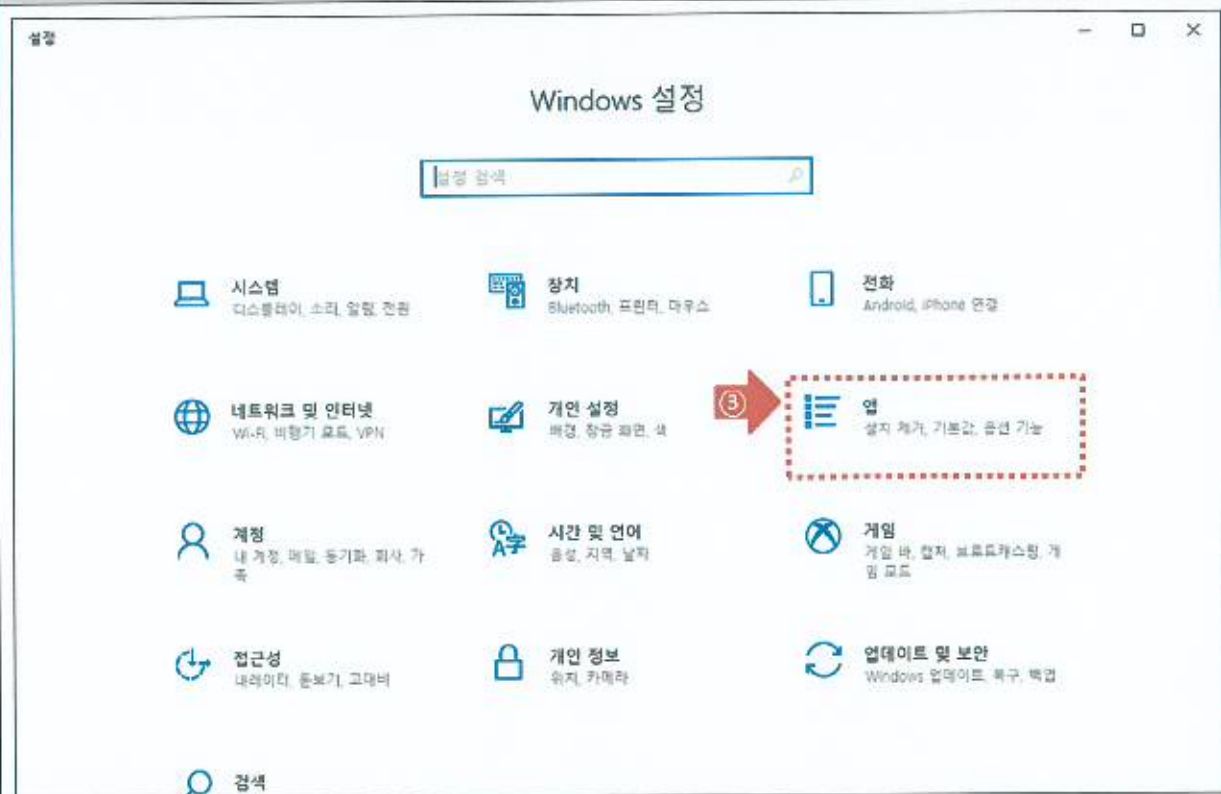 설정
Windows 설정
설정 검색
시스템
디스플레이, 소리, 알림, 전원
장치
Bluetooth, 프린터, 마우스
전화
Android, iPhone 연결
네트워크 및 인터넷
Wi-Fi, 비행기 모드, VPN
개인 설정
배경, 잠금 화면, 색
③
앱
설치 제거, 기본값, 옵션 기능
계정
내 계정, 메일, 동기화, 회사, 가
족
시간 및 언어
음성, 지역, 날짜
게임
게임 바, 캡처, 브로드캐스팅, 게
임 모드
접근성
내레이터, 돋보기, 고대비
개인 정보
위치, 카메라
업데이트 및 보안
Windows 업데이트, 복구, 백업
검색